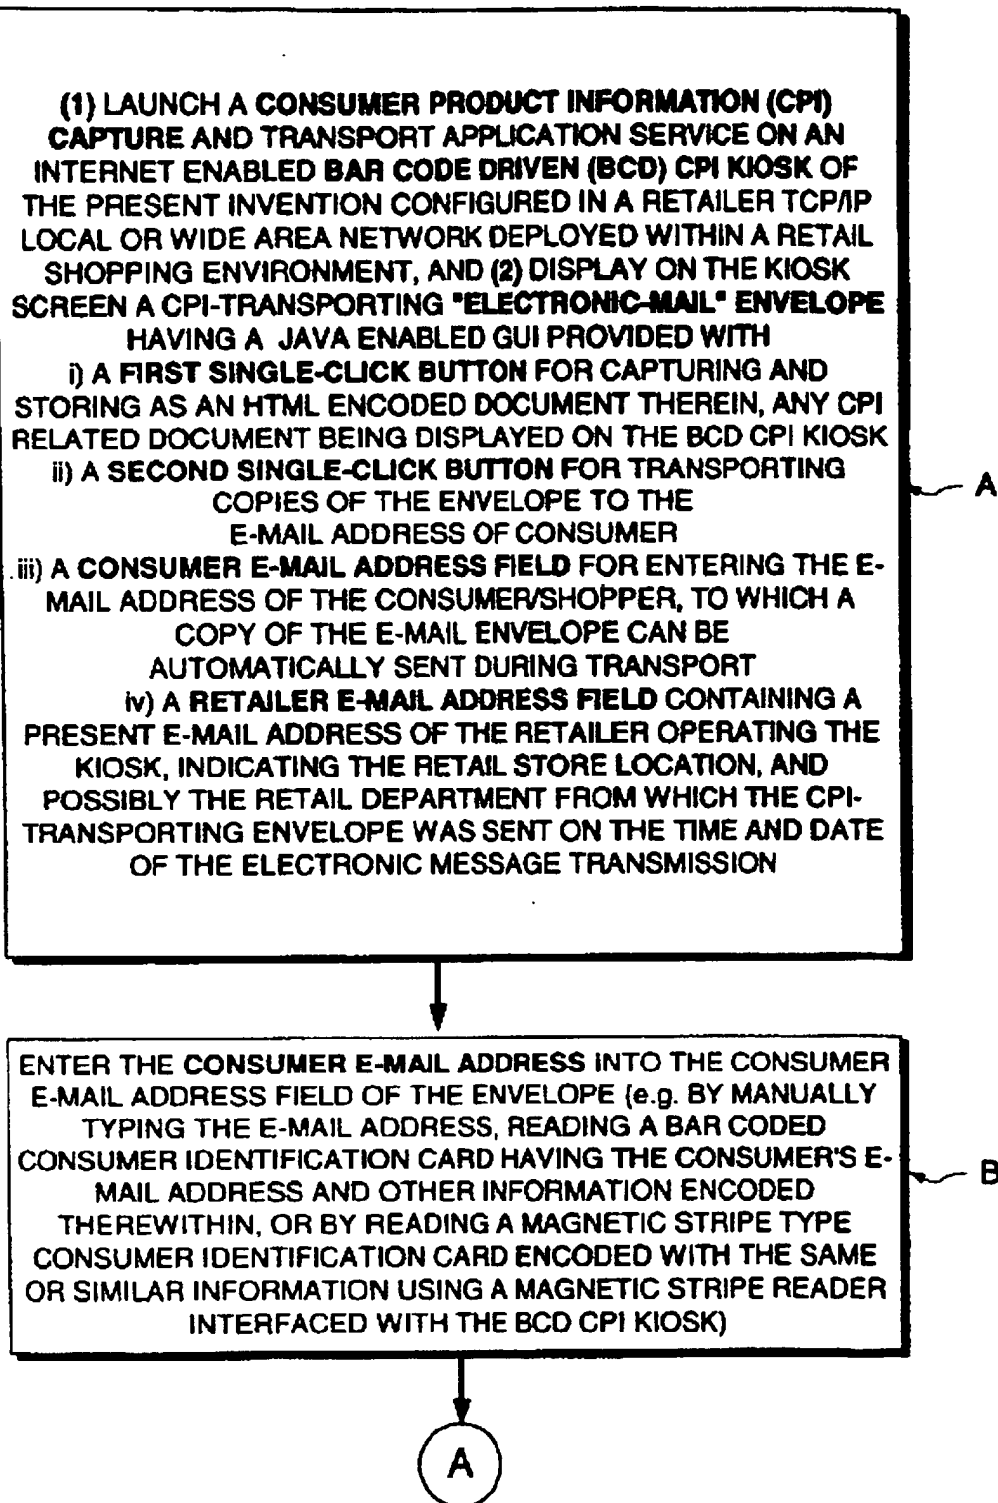 (1) LAUNCH A CONSUMER PRODUCT INFORMATION (CPI)
CAPTURE AND TRANSPORT APPLICATION SERVICE ON AN
INTERNET ENABLED BAR CODE DRIVEN (BCD) CPI KIOSK OF
THE PRESENT INVENTION CONFIGURED IN A RETAILER TCP/IP
LOCAL OR WIDE AREA NETWORK DEPLOYED WITHIN A RETAIL
SHOPPING ENVIRONMENT, AND (2) DISPLAY ON THE KIOSK
SCREEN A CPI-TRANSPORTING "ELECTRONIC-MAIL" ENVELOPE
HAVING A JAVA ENABLED GUI PROVIDED WITH
i) A FIRST SINGLE-CLICK BUTTON FOR CAPTURING AND
STORING AS AN HTML ENCODED DOCUMENT THEREIN, ANY CPI
RELATED DOCUMENT BEING DISPLAYED ON THE BCD CPI KIOSK
ii) A SECOND SINGLE-CLICK BUTTON FOR TRANSPORTING
COPIES OF THE ENVELOPE TO THE
E-MAIL ADDRESS OF CONSUMER
iii) A CONSUMER E-MAIL ADDRESS FIELD FOR ENTERING THE E-
MAIL ADDRESS OF THE CONSUMER/SHOPPER, TO WHICH A
COPY OF THE E-MAIL ENVELOPE CAN BE
AUTOMATICALLY SENT DURING TRANSPORT
iv) A RETAILER E-MAIL ADDRESS FIELD CONTAINING A
PRESENT E-MAIL ADDRESS OF THE RETAILER OPERATING THE
KIOSK, INDICATING THE RETAIL STORE LOCATION, AND
POSSIBLY THE RETAIL DEPARTMENT FROM WHICH THE CPI-
TRANSPORTING ENVELOPE WAS SENT ON THE TIME AND DATE
OF THE ELECTRONIC MESSAGE TRANSMISSION
A
ENTER THE CONSUMER E-MAIL ADDRESS INTO THE CONSUMER
E-MAIL ADDRESS FIELD OF THE ENVELOPE (e.g. BY MANUALLY
TYPING THE E-MAIL ADDRESS, READING A BAR CODED
CONSUMER IDENTIFICATION CARD HAVING THE CONSUMER'S E-
MAIL ADDRESS AND OTHER INFORMATION ENCODED
THEREWITHIN, OR BY READING A MAGNETIC STRIPE TYPE
CONSUMER IDENTIFICATION CARD ENCODED WITH THE SAME
OR SIMILAR INFORMATION USING A MAGNETIC STRIPE READER
INTERFACED WITH THE BCD CPI KIOSK)
B
A